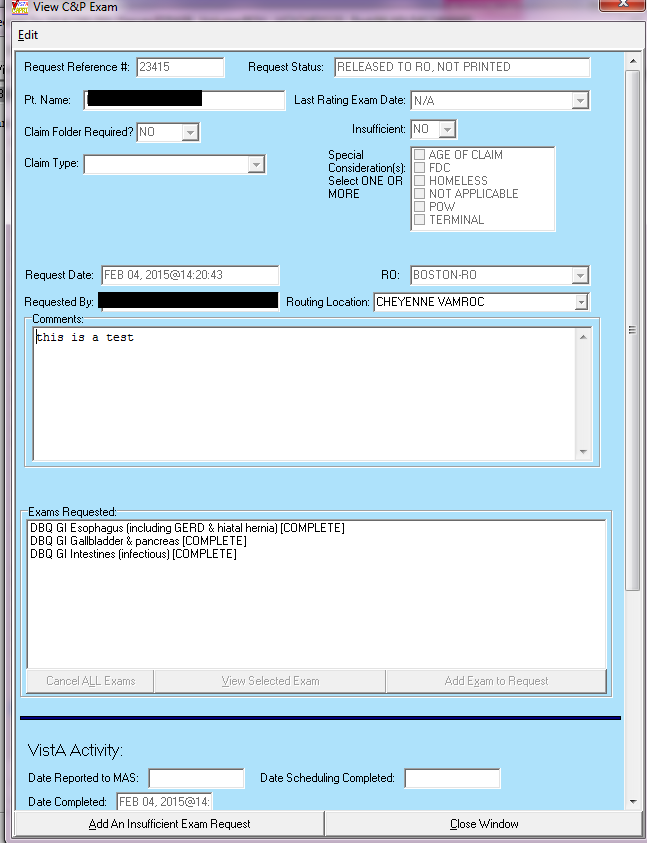 View C&P Exam
Edit
Request Reference #: 23415 Request Status: RELEASED TO RO, NOT PRINTED
Pt. Name: Last Rating Exam Date: N/A
Claim Folder Required? NO Insufficient: NO
Claim Type:
Special Consideration(s): Select ONE OR MORE
AGE OF CLAIM
FDC
HOMELESS
NOT APPLICABLE
POW
TERMINAL
Request Date: FEB 04, 2015@14:20:43 RO: BOSTON-RO
Requested By: Routing Location: CHEYENNE VAMROC
Comments:
this is a test
Exams Requested:
DBQ GI Esophagus (including GERD & hiatal hernia) [COMPLETE]
DBQ GI Gallbladder & pancreas [COMPLETE]
DBQ GI Intestines (infectious) [COMPLETE]
Cancel ALL Exams View Selected Exam Add Exam to Request
VistA Activity:
Date Reported to MAS: Date Scheduling Completed:
Date Completed: FEB 04, 2015@14:
Add An Insufficient Exam Request Close Window